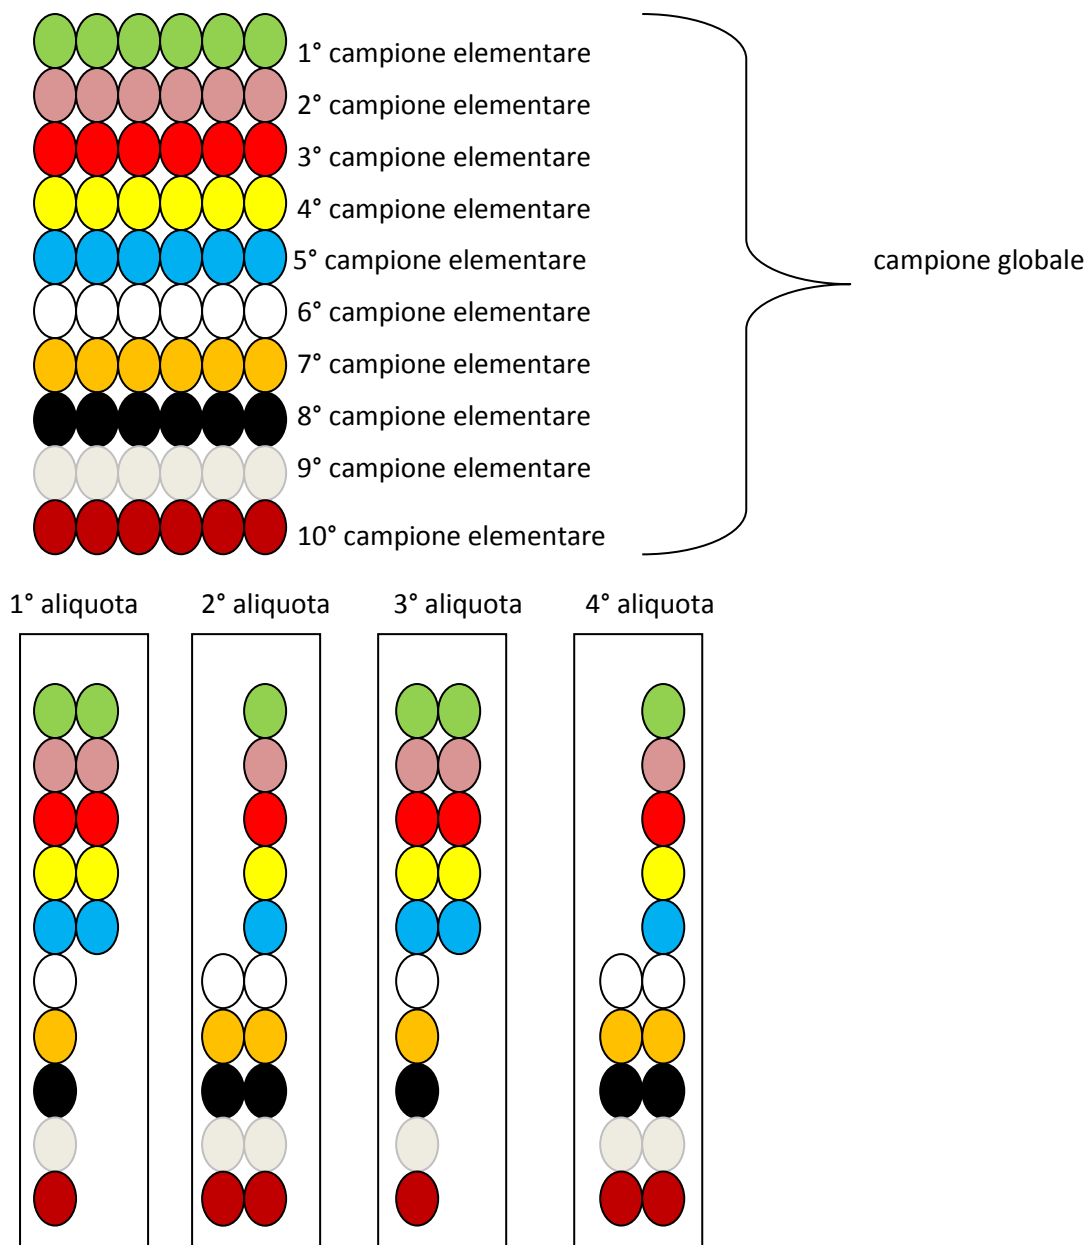 1° campione elementare
2° campione elementare
3° campione elementare
4° campione elementare
5° campione elementare
campione globale
6° campione elementare
7° campione elementare
8° campione elementare
9° campione elementare
10° campione elementare
1° aliquota 2° aliquota 3° aliquota 4° aliquota